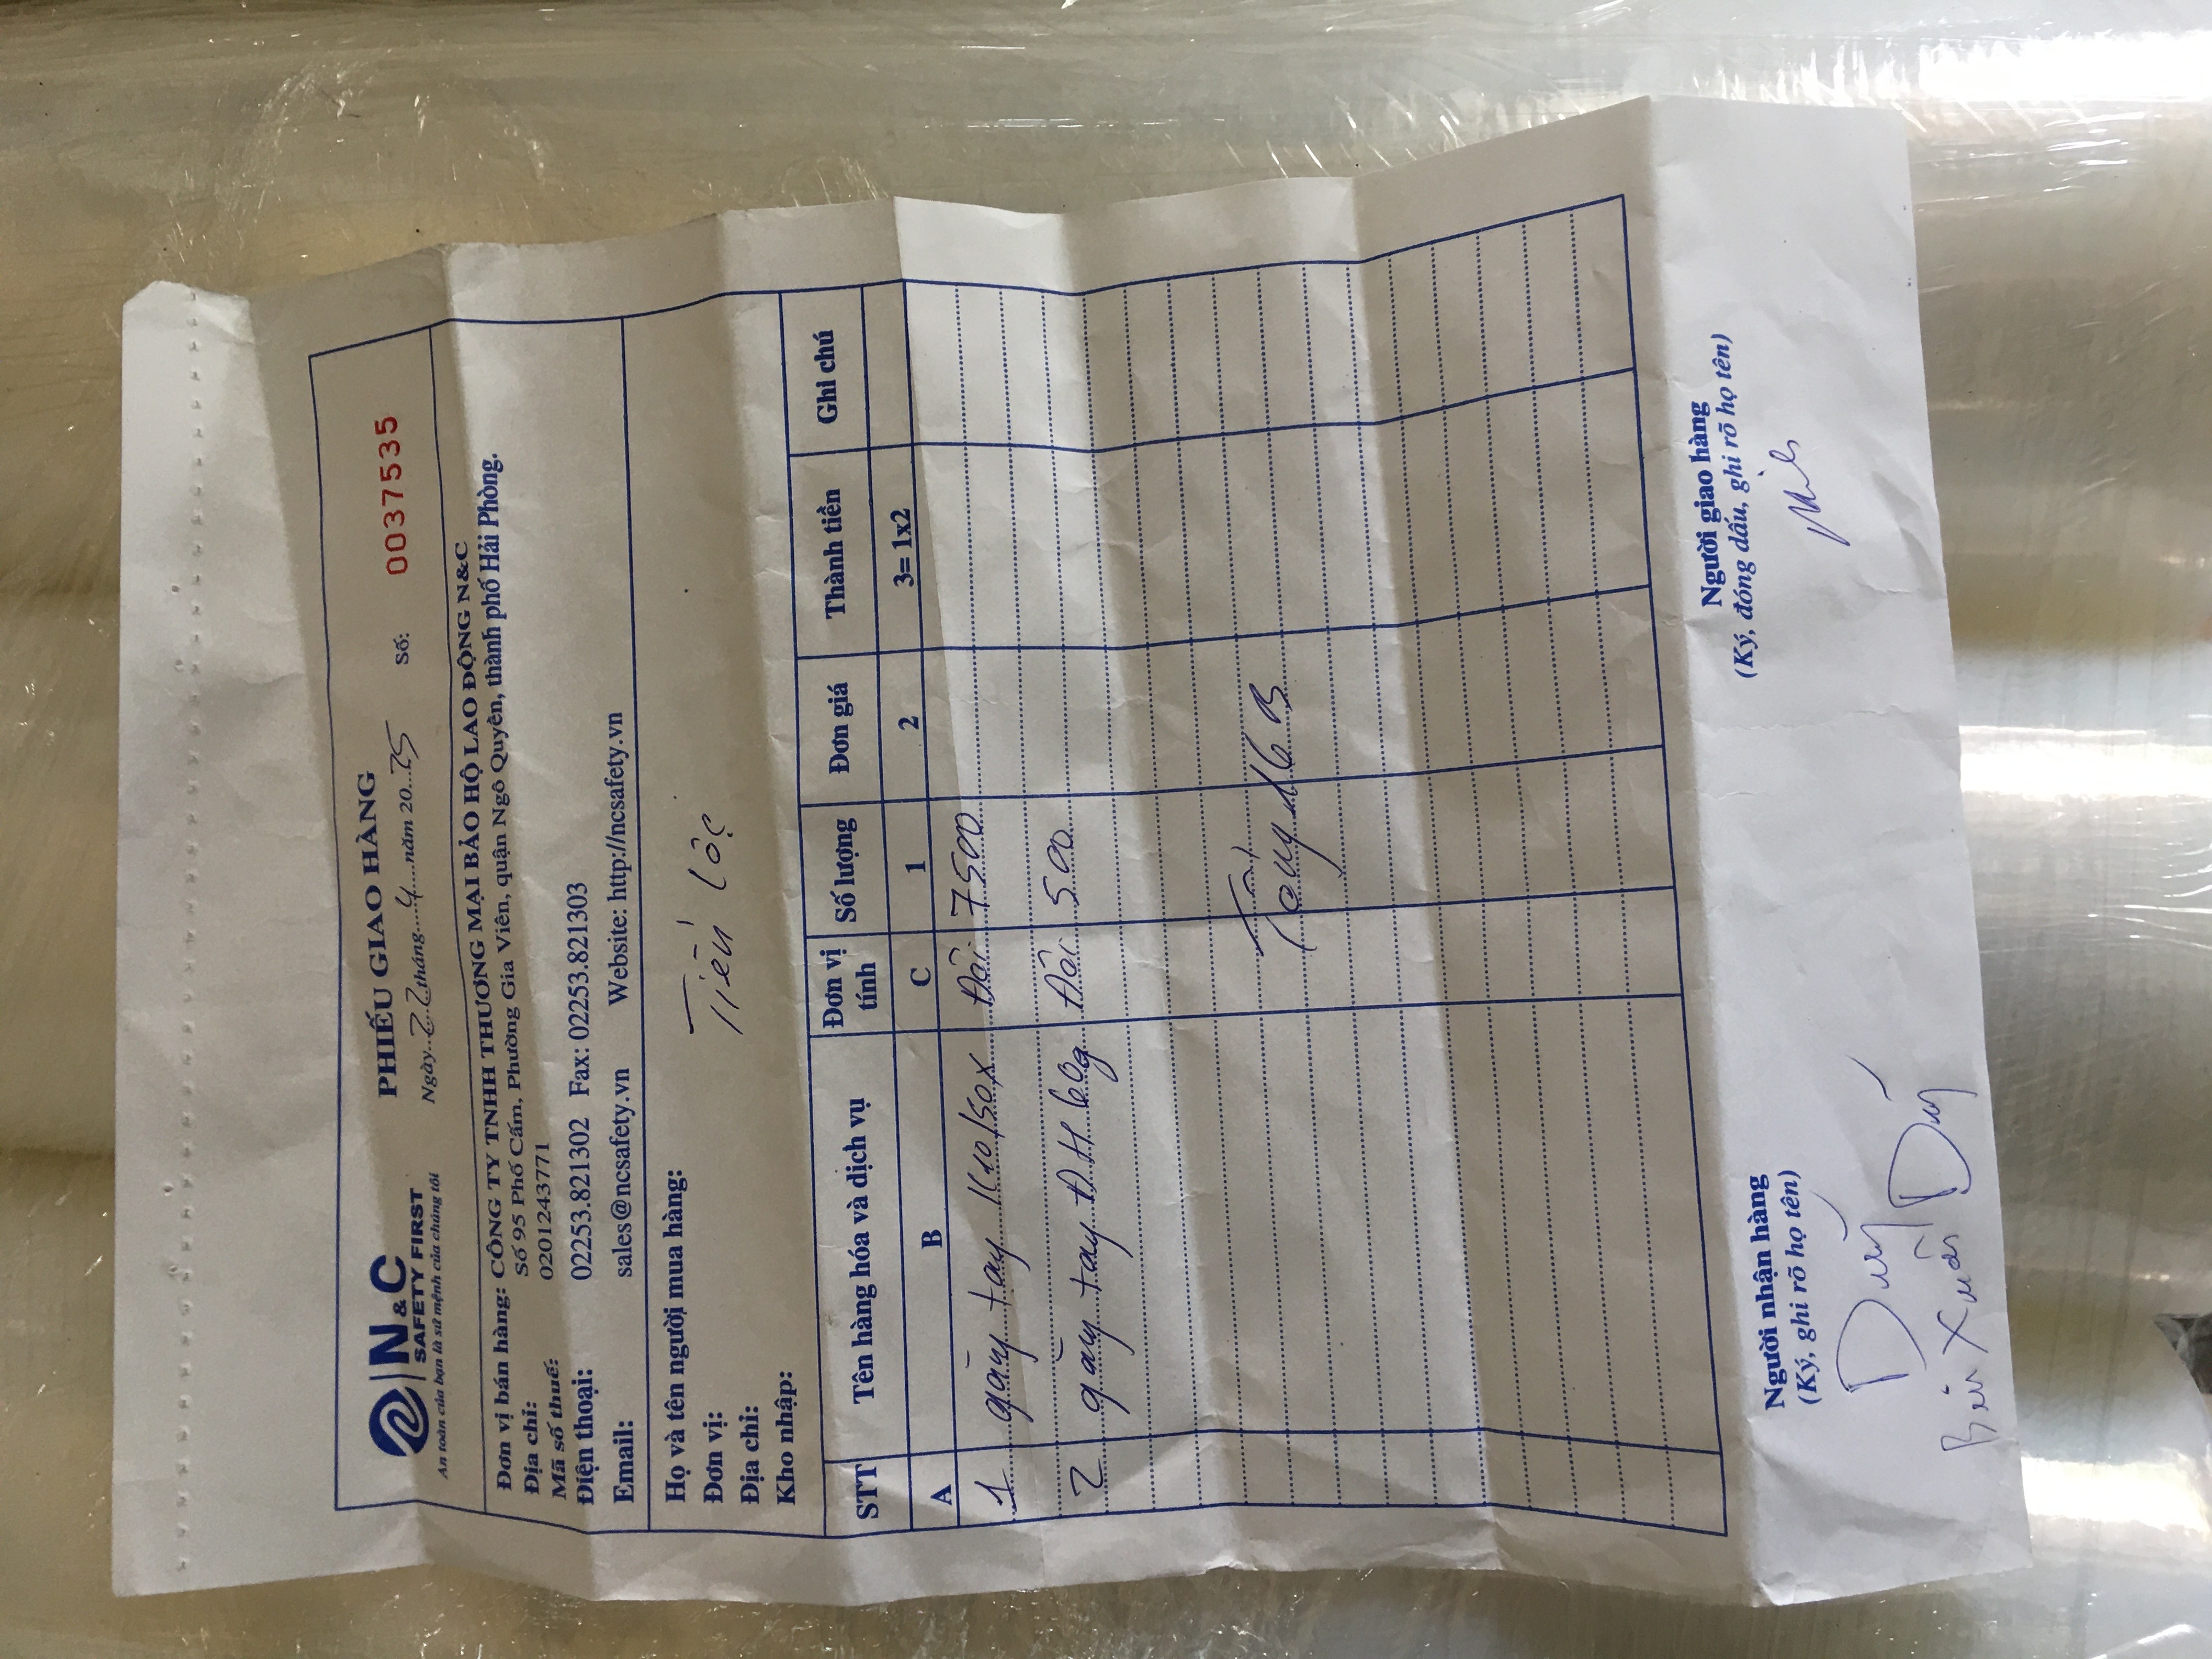 N&C
SAFETY FIRST
An toàn của bạn là sứ mệnh của chúng tôi
PHIẾU GIAO HÀNG
Ngày 22 tháng 4 năm 2025 Số: 0037535
Đơn vị bán hàng: CÔNG TY TNHH THƯƠNG MẠI BẢO HỘ LAO ĐỘNG N&C
Địa chỉ: Số 95 Phố Cấm, Phường Gia Viên, quận Ngô Quyền, thành phố Hải Phòng.
Mã số thuế: 0201243771
Điện thoại: 02253.821302 Fax: 02253.821303
Email: sales@ncsafety.vn Website: http://ncsafety.vn
Họ và tên người mua hàng:
Đơn vị: Tiến Lộc
Địa chỉ:
Kho nhập:
STT Tên hàng hóa và dịch vụ Đơn vị tính Số lượng Đơn giá Thành tiền Ghi chú
A B C 1 2 3= 1x2
1 găng tay K10/50x Đôi 7500
2 găng tay Đ.H 60g Đôi 500
Người nhận hàng Người giao hàng
(Ký, ghi rõ họ tên) (Ký, đóng dấu, ghi rõ họ tên)
Bùi Xuân